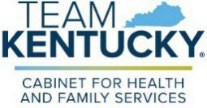 TEAM
KENTUCKY®
CABINET FOR HEALTH
AND FAMILY SERVICES